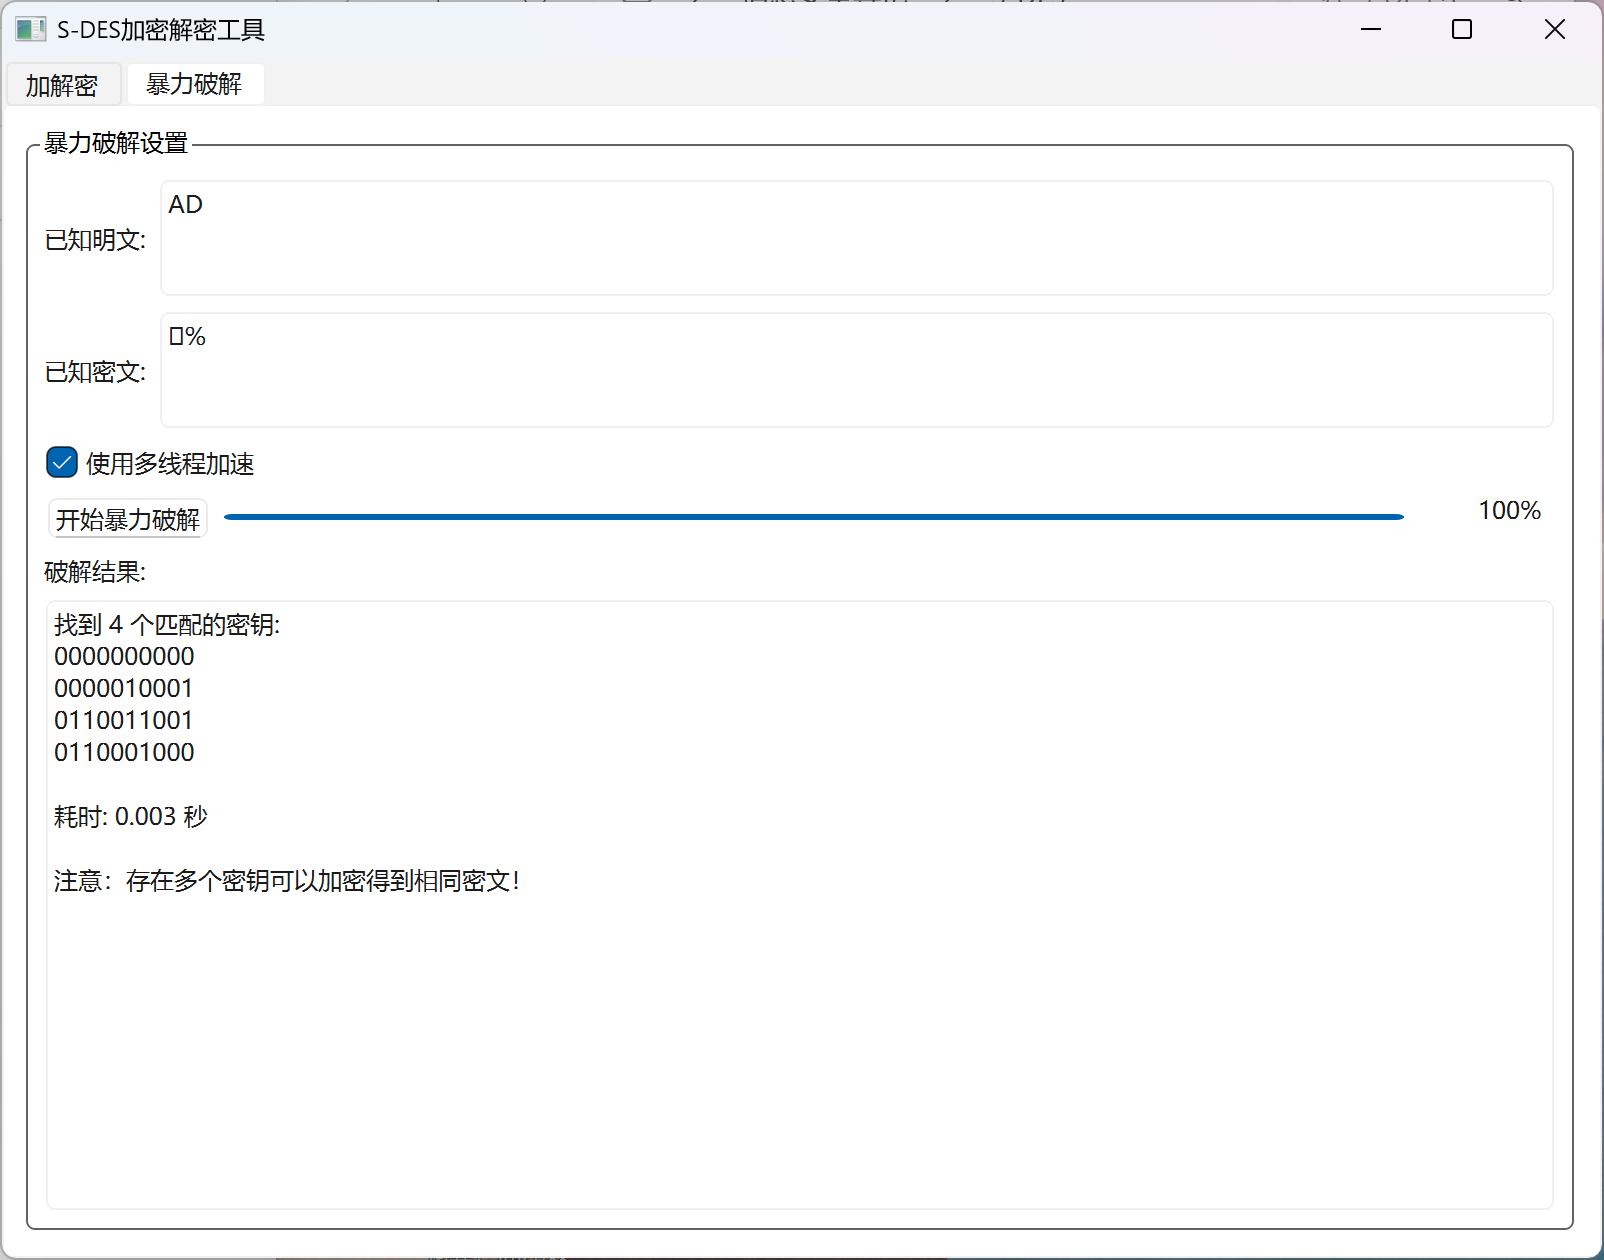 S-DES加密解密工具
加解密
暴力破解
暴力破解设置
已知明文:
AD
已知密文:
▯%
使用多线程加速
开始暴力破解
100%
破解结果:
找到 4 个匹配的密钥:
0000000000
0000010001
0110011001
0110001000
耗时: 0.003 秒
注意：存在多个密钥可以加密得到相同密文！